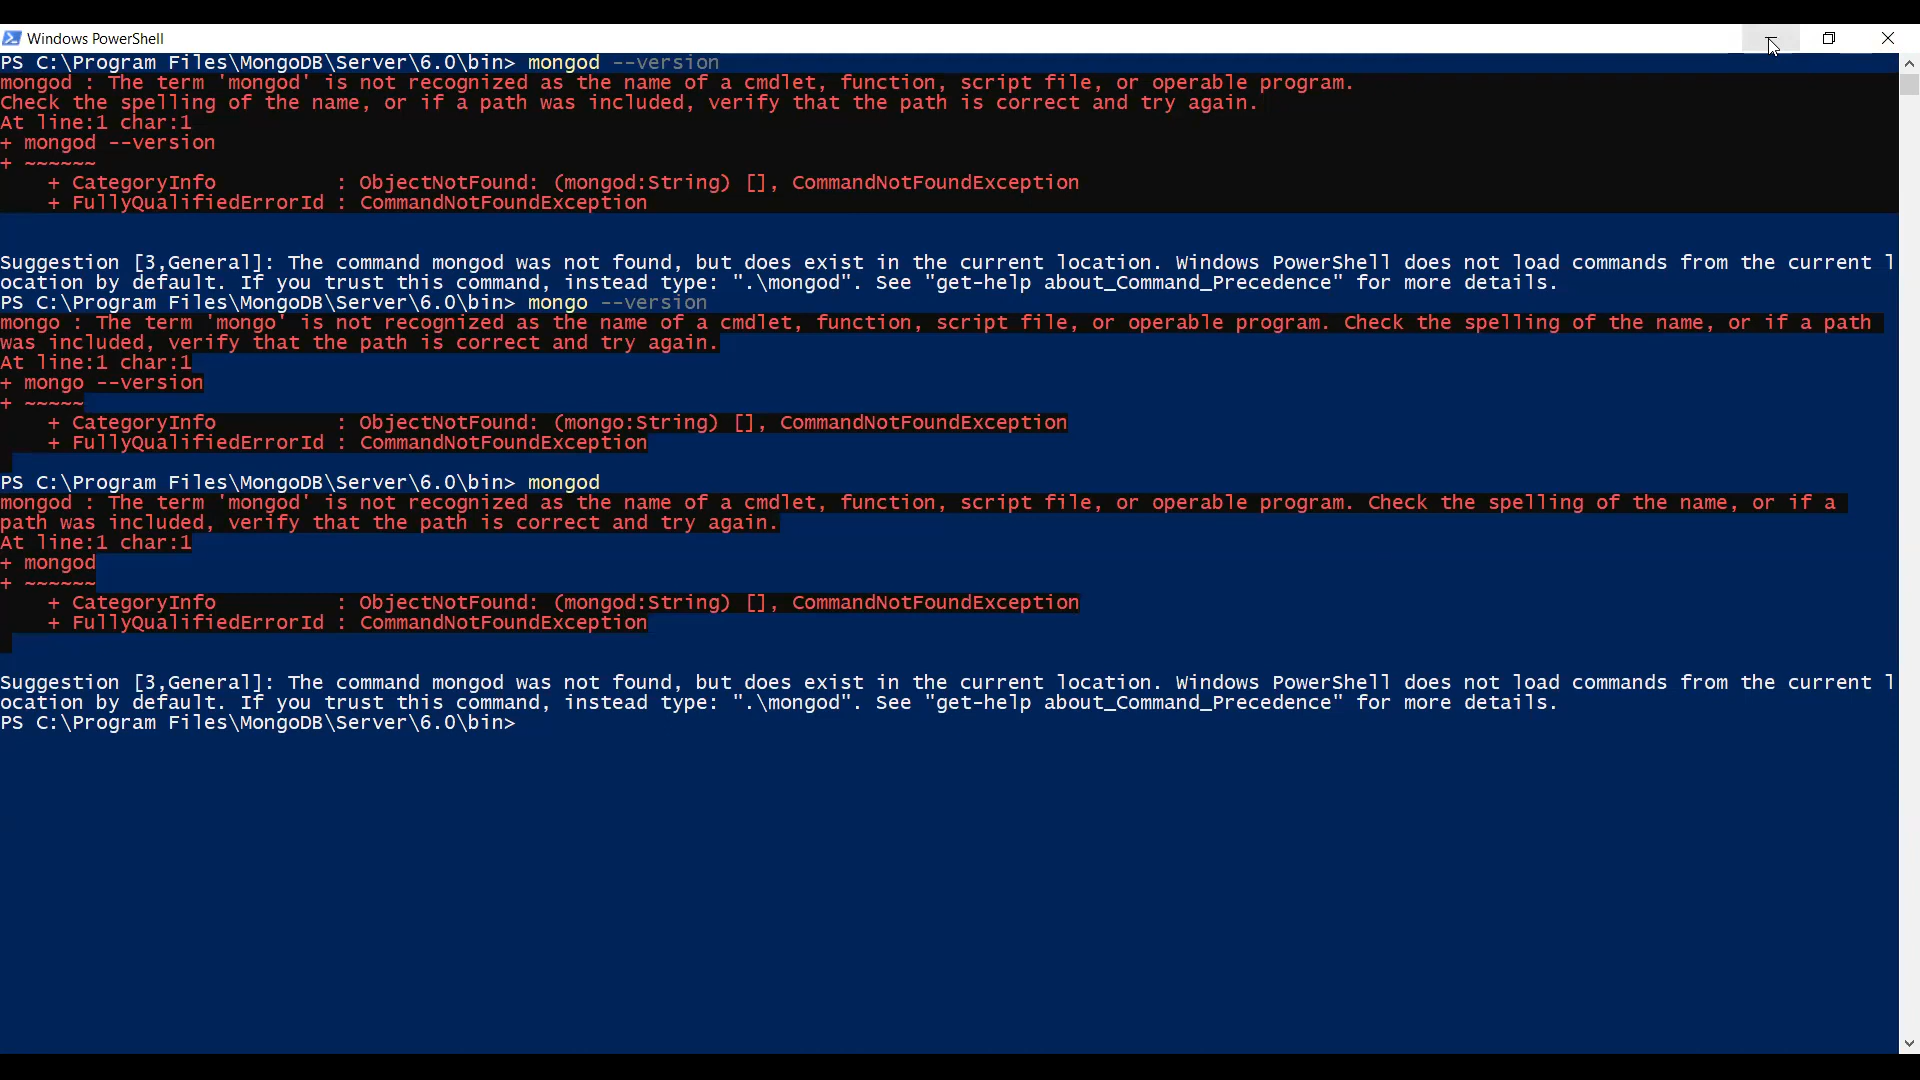 Windows PowerShell
PS C:\Program Files\MongoDB\Server\6.0\bin> mongod --version
mongod : The term 'mongod' is not recognized as the name of a cmdlet, function, script file, or operable program.
Check the spelling of the name, or if a path was included, verify that the path is correct and try again.
At line:1 char:1
+ mongod --version
+ ~~~~~~
    + CategoryInfo          : ObjectNotFound: (mongod:String) [], CommandNotFoundException
    + FullyQualifiedErrorId : CommandNotFoundException
Suggestion [3,General]: The command mongod was not found, but does exist in the current location. Windows PowerShell does not load commands from the current l
ocation by default. If you trust this command, instead type: ".\mongod". See "get-help about_Command_Precedence" for more details.
PS C:\Program Files\MongoDB\Server\6.0\bin> mongo --version
mongo : The term 'mongo' is not recognized as the name of a cmdlet, function, script file, or operable program. Check the spelling of the name, or if a path
was included, verify that the path is correct and try again.
At line:1 char:1
+ mongo --version
+ ~~~~~
    + CategoryInfo          : ObjectNotFound: (mongo:String) [], CommandNotFoundException
    + FullyQualifiedErrorId : CommandNotFoundException
PS C:\Program Files\MongoDB\Server\6.0\bin> mongod
mongod : The term 'mongod' is not recognized as the name of a cmdlet, function, script file, or operable program. Check the spelling of the name, or if a
path was included, verify that the path is correct and try again.
At line:1 char:1
+ mongod
+ ~~~~~~
    + CategoryInfo          : ObjectNotFound: (mongod:String) [], CommandNotFoundException
    + FullyQualifiedErrorId : CommandNotFoundException
Suggestion [3,General]: The command mongod was not found, but does exist in the current location. Windows PowerShell does not load commands from the current l
ocation by default. If you trust this command, instead type: ".\mongod". See "get-help about_Command_Precedence" for more details.
PS C:\Program Files\MongoDB\Server\6.0\bin>